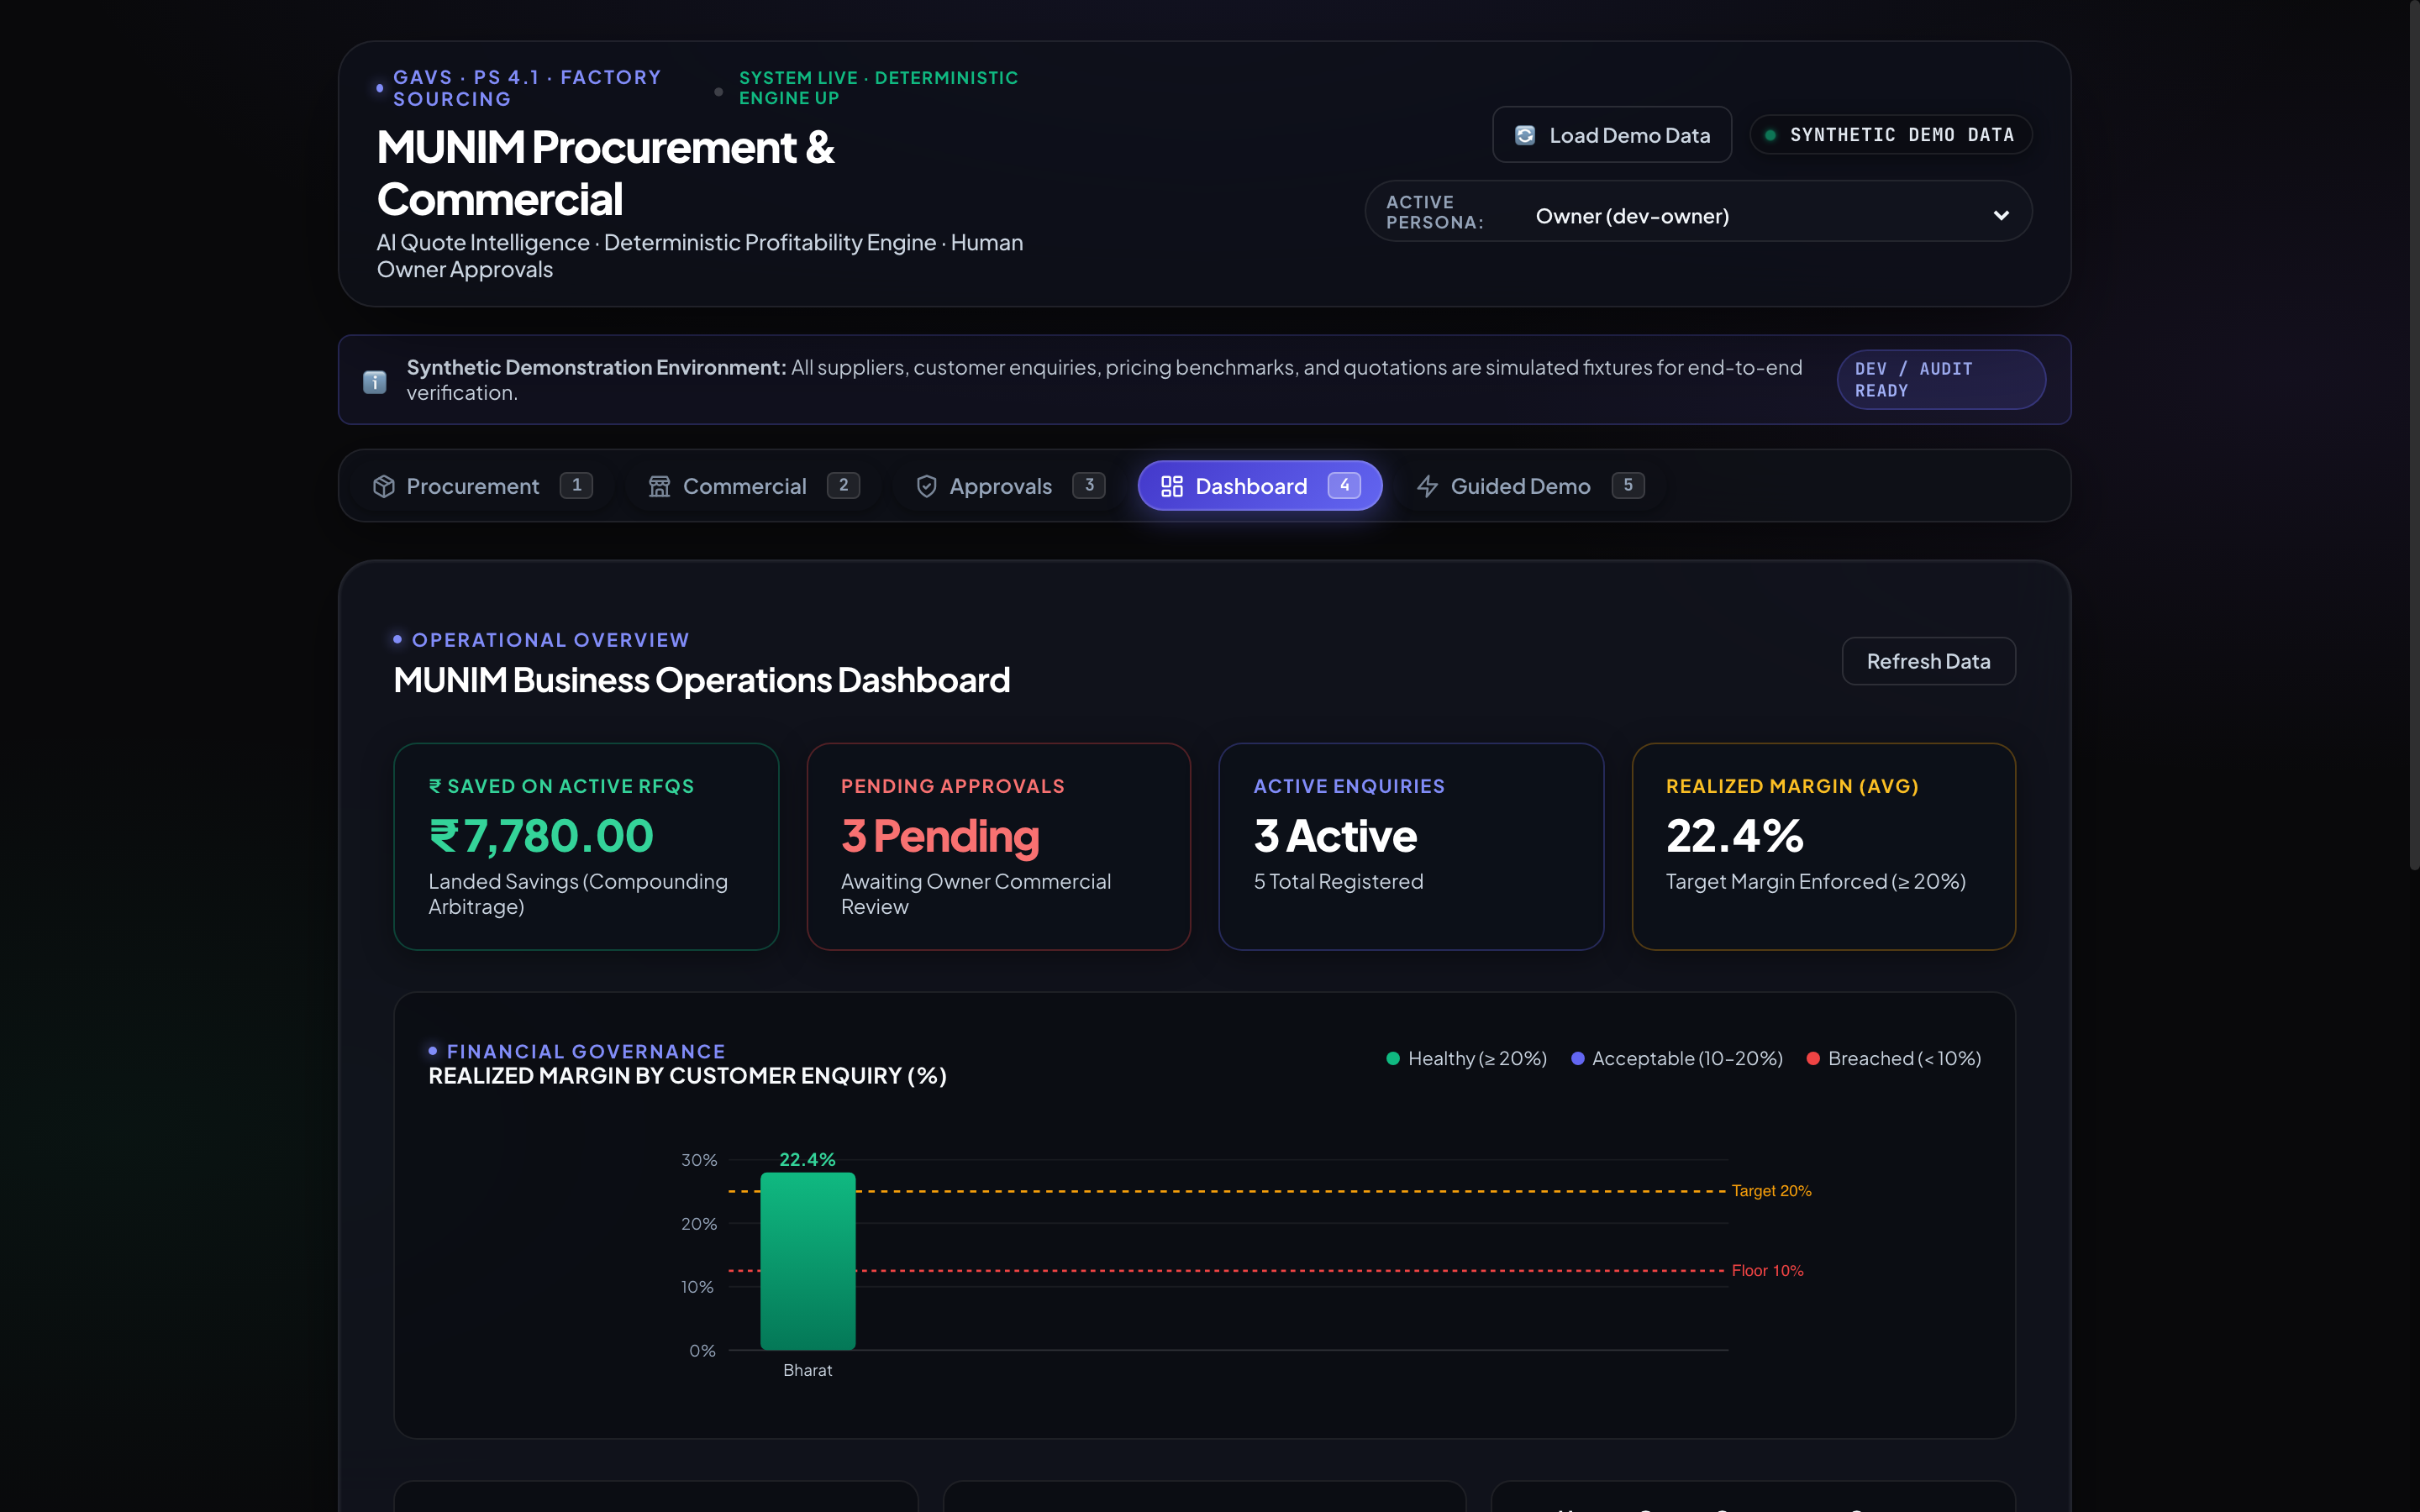 GAVS · PS 4.1 · FACTORY
SOURCING
SYSTEM LIVE · DETERMINISTIC
ENGINE UP
MUNIM Procurement &
Commercial
AI Quote Intelligence · Deterministic Profitability Engine · Human
Owner Approvals
Load Demo Data
SYNTHETIC DEMO DATA
ACTIVE
PERSONA:
Owner (dev-owner)
Synthetic Demonstration Environment: All suppliers, customer enquiries, pricing benchmarks, and quotations are simulated fixtures for end-to-end
verification.
DEV / AUDIT
READY
Procurement 1
Commercial 2
Approvals 3
Dashboard 4
Guided Demo 5
OPERATIONAL OVERVIEW
MUNIM Business Operations Dashboard
Refresh Data
₹ SAVED ON ACTIVE RFQS
₹ 7,780.00
Landed Savings (Compounding
Arbitrage)
PENDING APPROVALS
3 Pending
Awaiting Owner Commercial
Review
ACTIVE ENQUIRIES
3 Active
5 Total Registered
REALIZED MARGIN (AVG)
22.4%
Target Margin Enforced (≥ 20%)
FINANCIAL GOVERNANCE
REALIZED MARGIN BY CUSTOMER ENQUIRY (%)
Healthy (≥ 20%)
Acceptable (10–20%)
Breached (< 10%)
30%
22.4%
Target 20%
20%
Floor 10%
10%
0%
Bharat